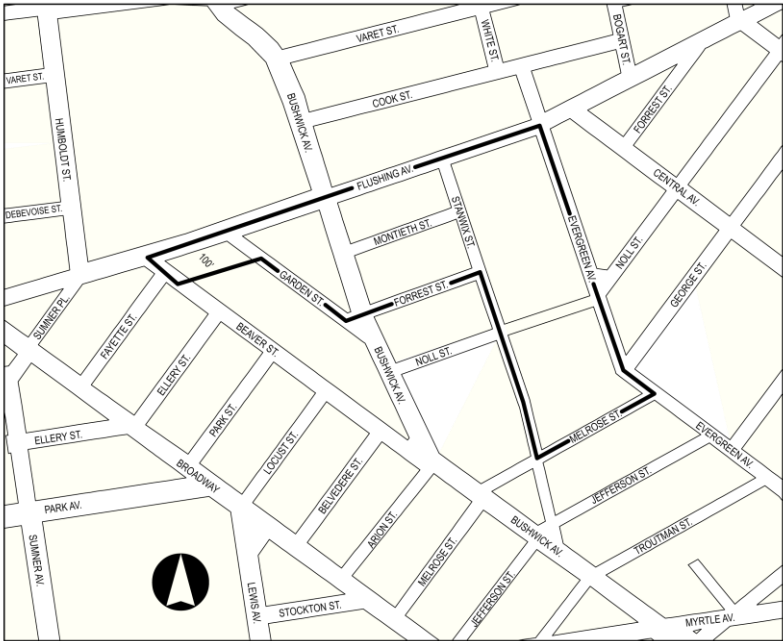 VARET ST.
WHITE ST.
BOGART ST.
VARET ST.
COOK ST.
BUSHWICK AV.
HUMBOLDT ST.
FORREST ST.
FLUSHING AV.
CENTRAL AV.
DEBEVOISE ST.
STANWIX ST.
MONTIETH ST.
EVERGREEN AV.
NOLL ST.
100'
GARDEN ST.
FORREST ST.
GEORGE ST.
SUMNER PL.
FAYETTE ST.
BEAVER ST.
ELLERY ST.
BUSHWICK AV.
NOLL ST.
PARK ST.
MELROSE ST.
EVERGREEN AV.
ELLERY ST.
LOCUST ST.
BROADWAY
BELVEDERE ST.
JEFFERSON ST.
PARK AV.
ARION ST.
BUSHWICK AV.
TROUTMAN ST.
SUMNER AV.
MELROSE ST.
JEFFERSON ST.
LEWIS AV.
STOCKTON ST.
MYRTLE AV.